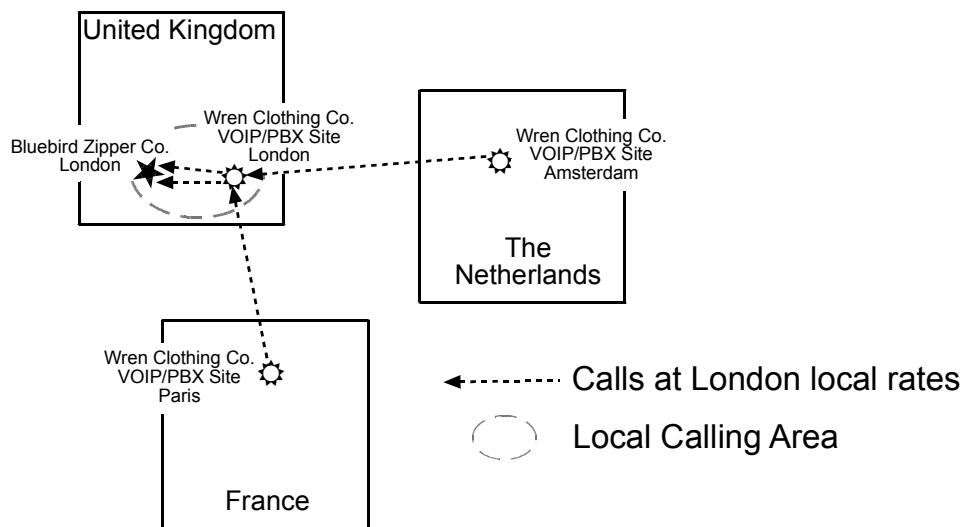 United Kingdom
Wren Clothing Co.
VOIP/PBX Site
London
Bluebird Zipper Co.
London
Wren Clothing Co.
VOIP/PBX Site
Amsterdam
The
Netherlands
Wren Clothing Co.
VOIP/PBX Site
Paris
France
Calls at London local rates
Local Calling Area